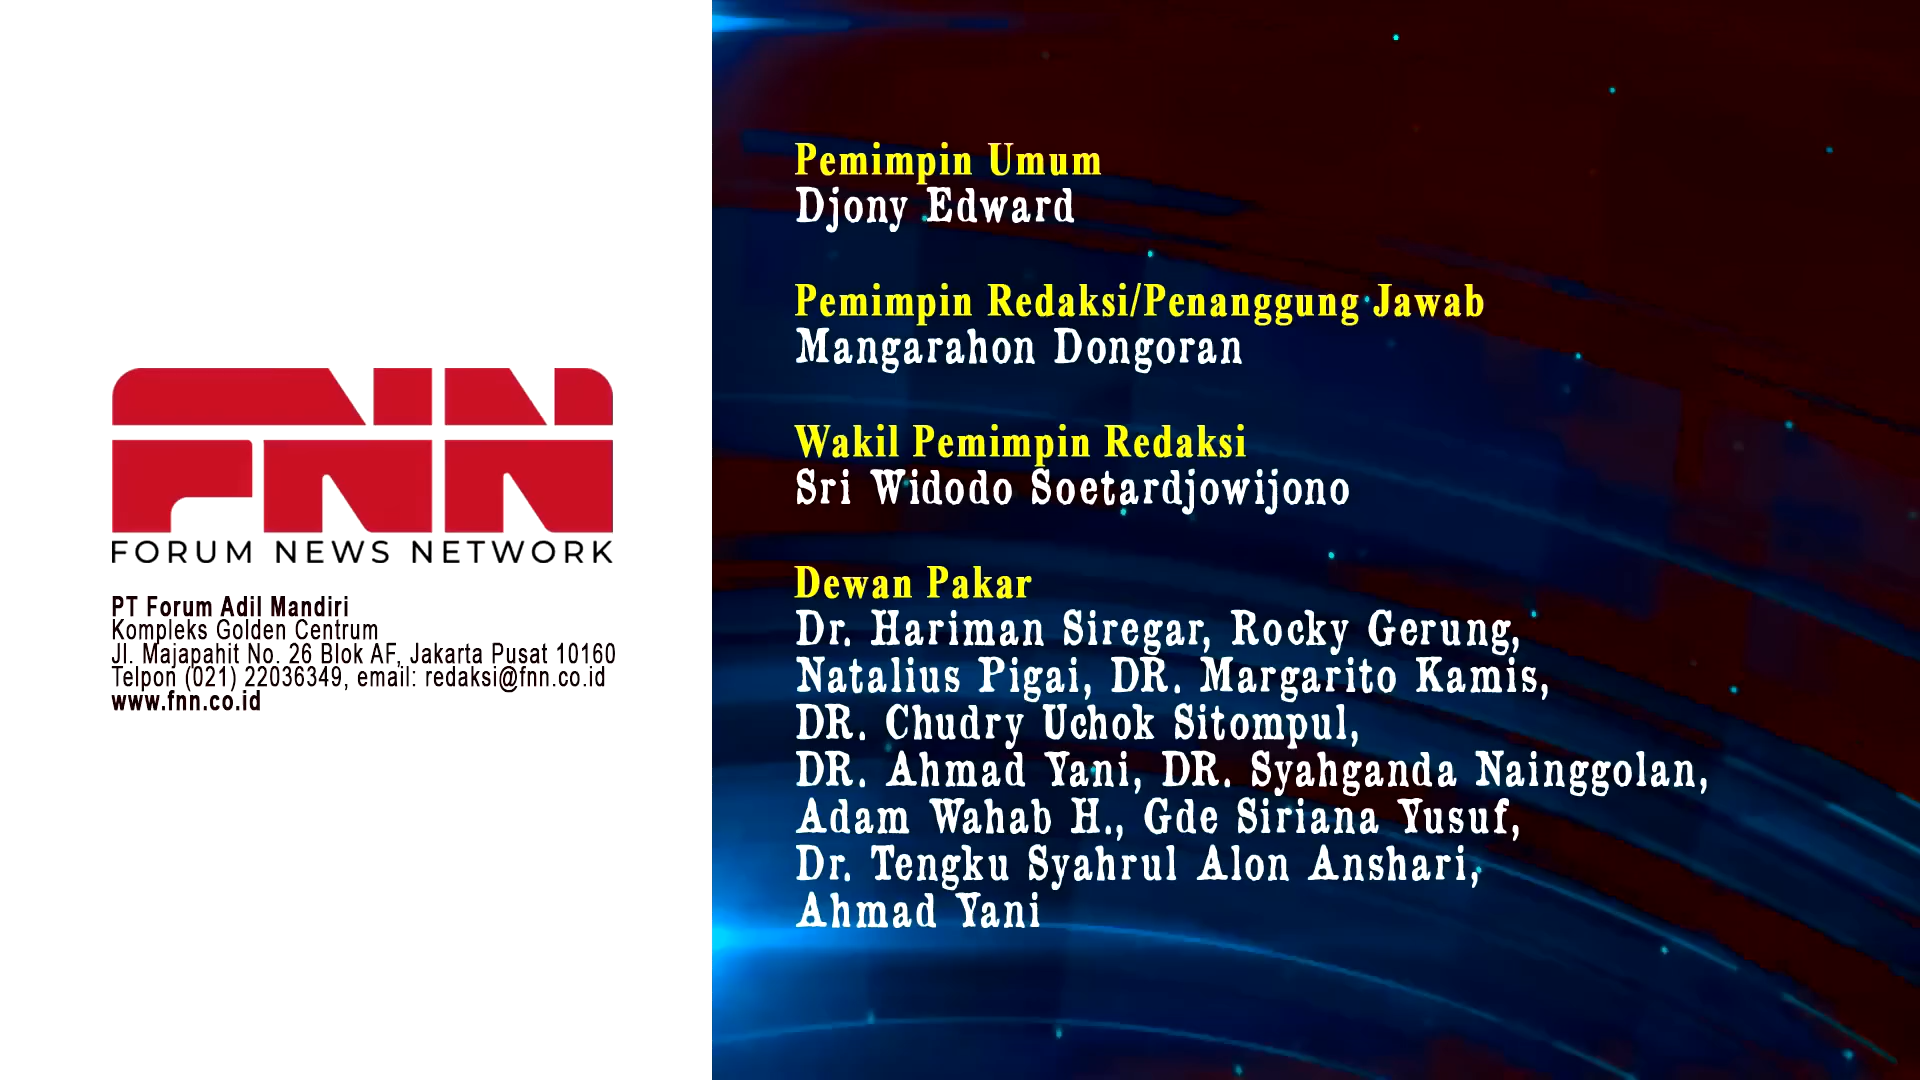 FNN
FORUM NEWS NETWORK
PT Forum Adil Mandiri
Kompleks Golden Centrum
Jl. Majapahit No. 26 Blok AF, Jakarta Pusat 10160
Telpon (021) 22036349, email: redaksi@fnn.co.id
www.fnn.co.id
Pemimpin Umum
Djony Edward
Pemimpin Redaksi/Penanggung Jawab
Mangarahon Dongoran
Wakil Pemimpin Redaksi
Sri Widodo Soetardjowijono
Dewan Pakar
Dr. Hariman Siregar, Rocky Gerung,
Natalius Pigai, DR. Margarito Kamis,
DR. Chudry Uchok Sitompul,
DR. Ahmad Yani, DR. Syahganda Nainggolan,
Adam Wahab H., Gde Siriana Yusuf,
Dr. Tengku Syahrul Alon Anshari,
Ahmad Yani